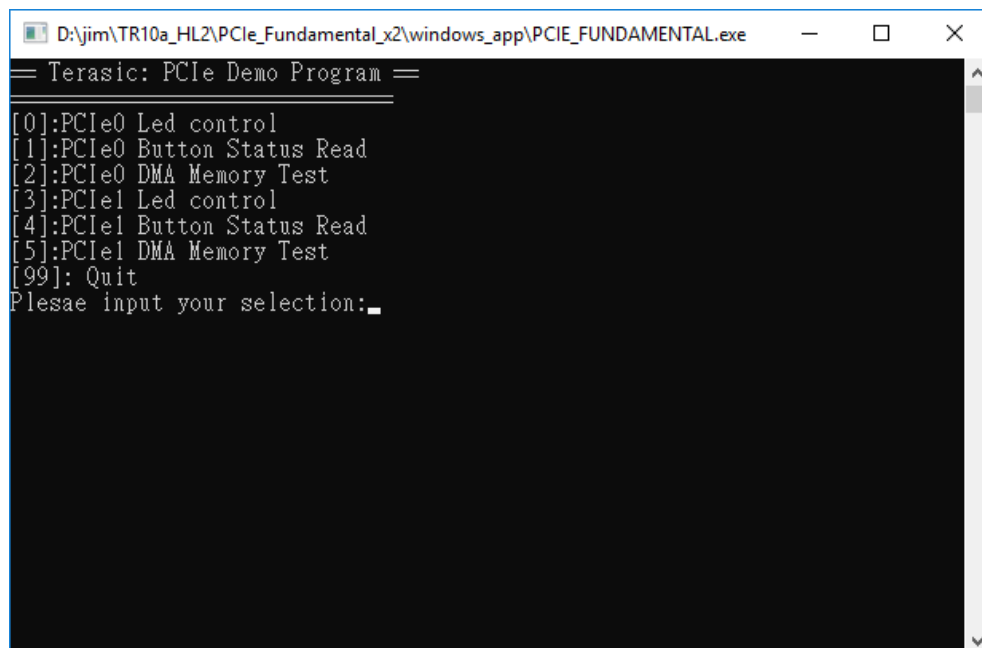 D:\jim\TR10a_HL2\PCIe_Fundamental_x2\windows_app\PCIE_FUNDAMENTAL.exe
== Terasic: PCIe Demo Program ==
==============================
[0]:PCIe0 Led control
[1]:PCIe0 Button Status Read
[2]:PCIe0 DMA Memory Test
[3]:PCIe1 Led control
[4]:PCIe1 Button Status Read
[5]:PCIe1 DMA Memory Test
[99]: Quit
Plesae input your selection: